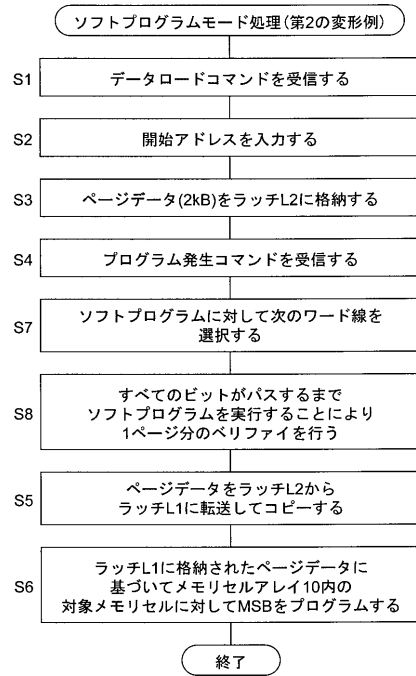 ソフトプログラムモード処理(第2の変形例)
S1
データロードコマンドを受信する
S2
開始アドレスを入力する
S3
ページデータ(2kB)をラッチL2に格納する
S4
プログラム発生コマンドを受信する
S7
ソフトプログラムに対して次のワード線を
選択する
S8
すべてのビットがパスするまで
ソフトプログラムを実行することにより
1ページ分のベリファイを行う
S5
ページデータをラッチL2から
ラッチL1に転送してコピーする
S6
ラッチL1に格納されたページデータに
基づいてメモリセルアレイ10内の
対象メモリセルに対してMSBをプログラムする
終了